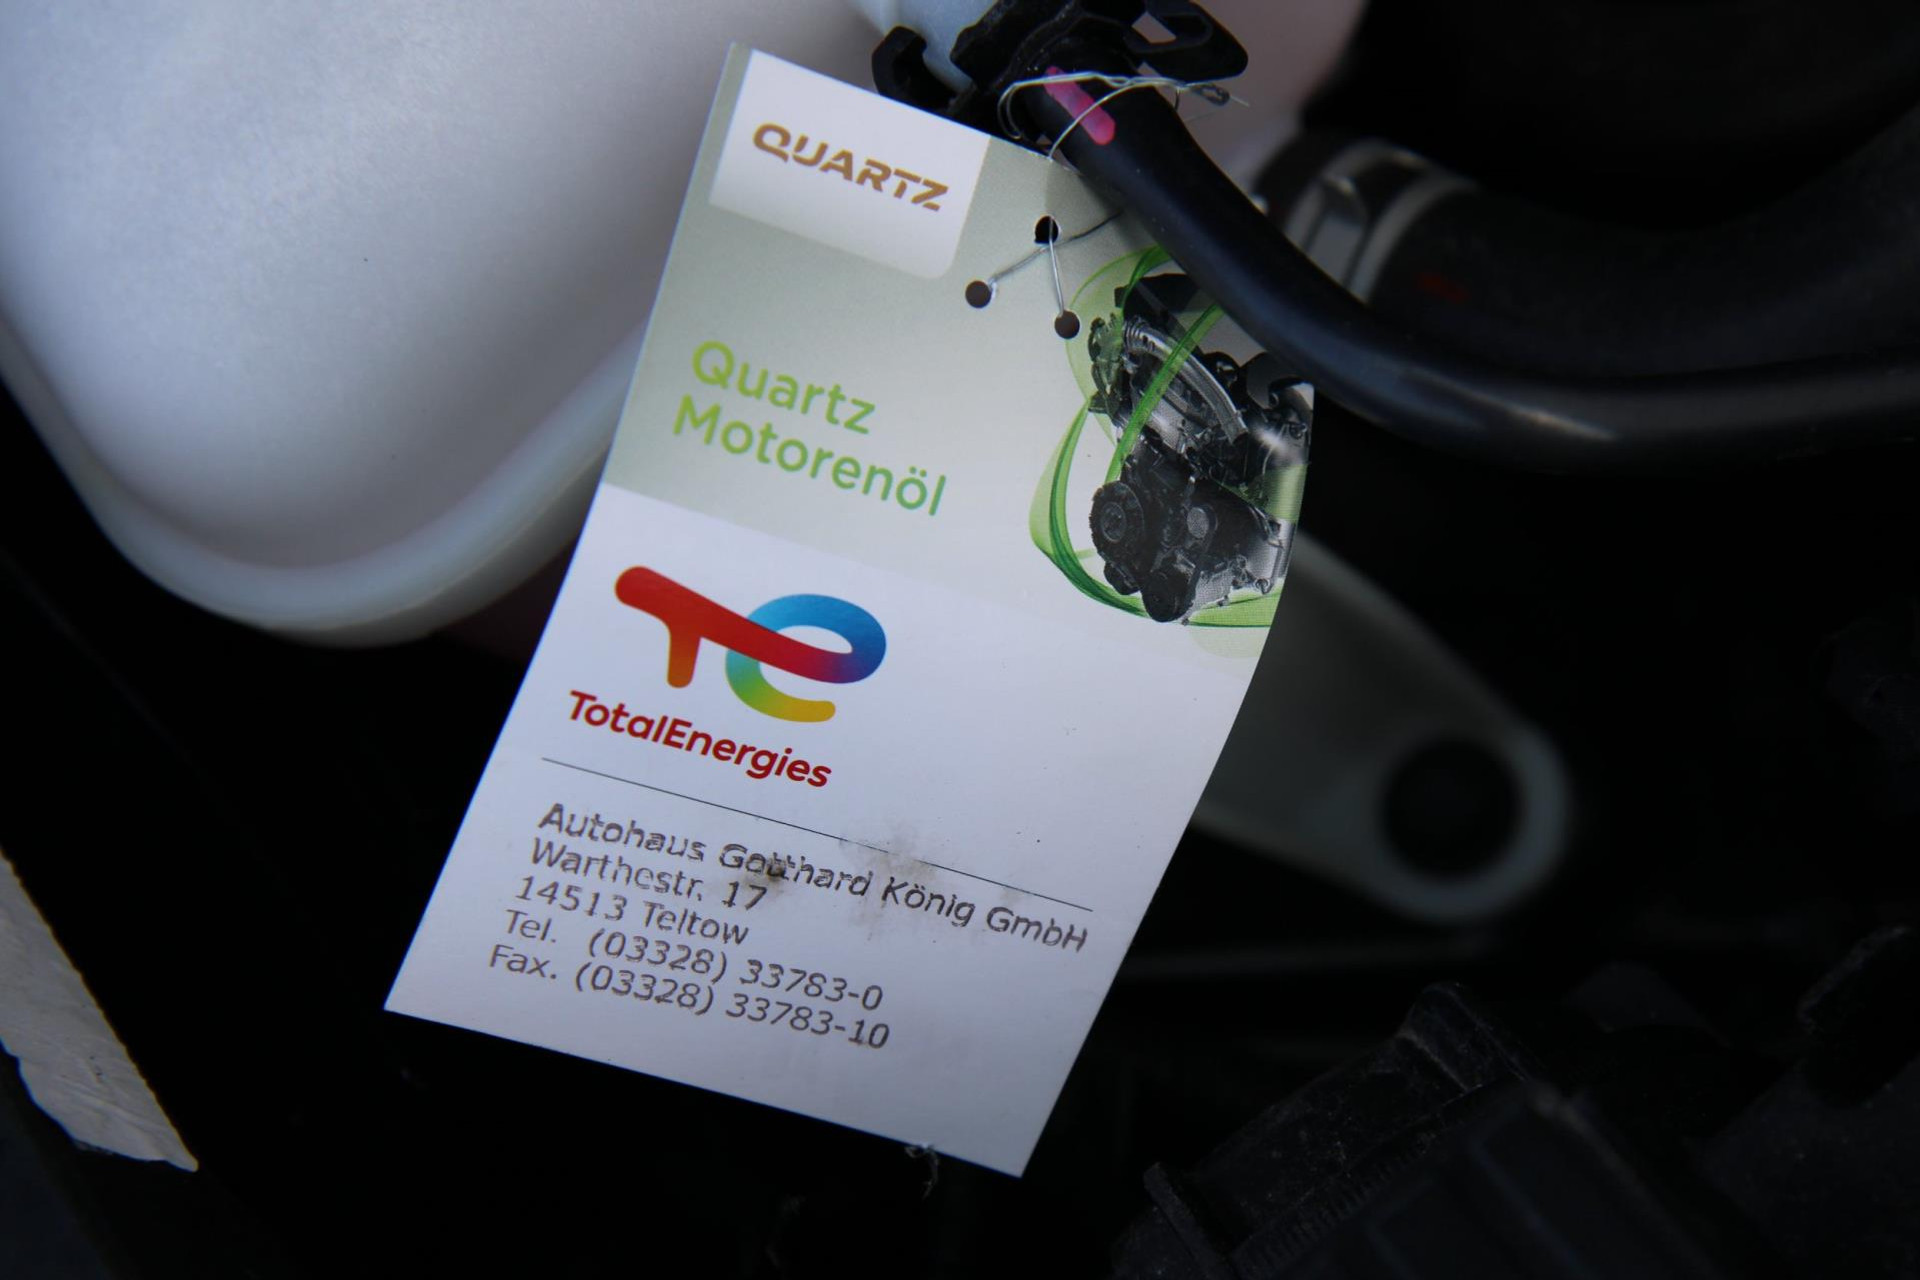 QUARTZ
Quartz
Motorenöl
TotalEnergies
Autohaus Gotthard König GmbH
Warthestr. 17
14513 Teltow
Tel. (03328) 33783-0
Fax. (03328) 33783-10